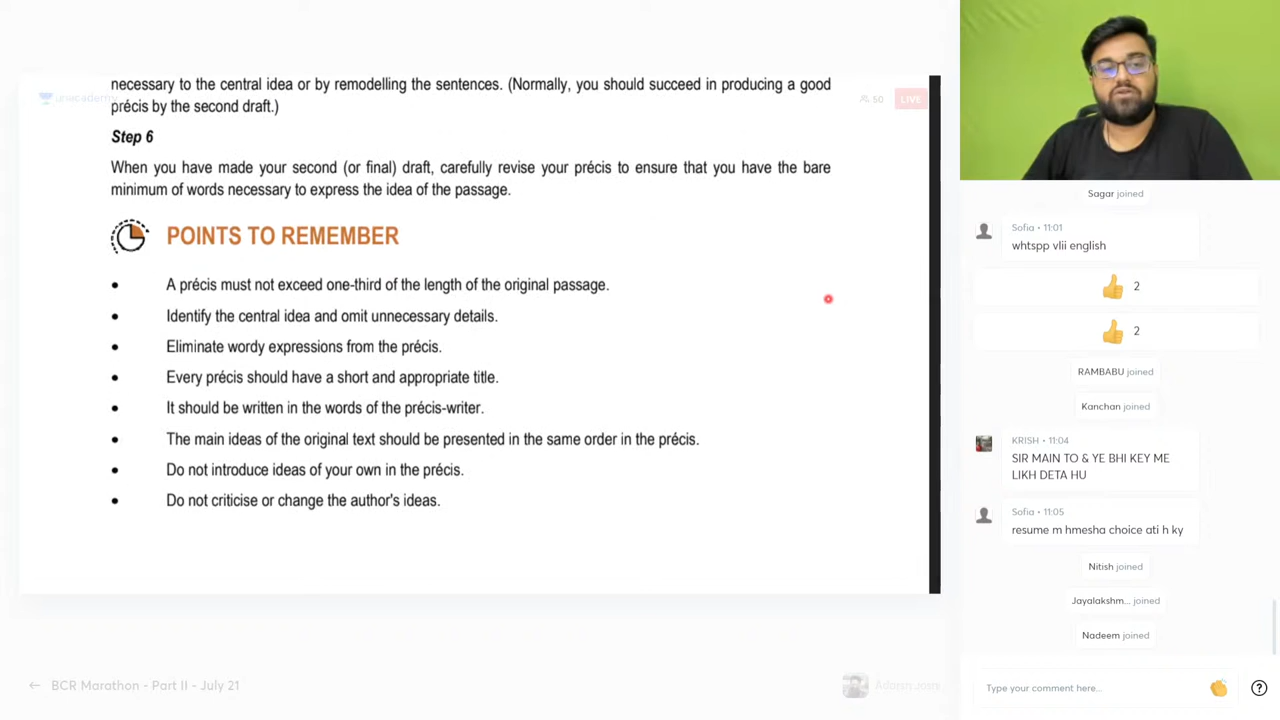 necessary to the central idea or by remodelling the sentences. (Normally, you should succeed in producing a good
précis by the second draft.)
unacademy
50
LIVE
Step 6
When you have made your second (or final) draft, carefully revise your précis to ensure that you have the bare
minimum of words necessary to express the idea of the passage.
POINTS TO REMEMBER
• A précis must not exceed one-third of the length of the original passage.
• Identify the central idea and omit unnecessary details.
• Eliminate wordy expressions from the précis.
• Every précis should have a short and appropriate title.
• It should be written in the words of the précis-writer.
• The main ideas of the original text should be presented in the same order in the précis.
• Do not introduce ideas of your own in the précis.
• Do not criticise or change the author's ideas.
BCR Marathon - Part II - July 21
Adarsh Joshi
Sagar joined
Sofia • 11:01
whtspp vlii english
2
2
RAMBABU joined
Kanchan joined
KRISH • 11:04
SIR MAIN TO & YE BHI KEY ME
LIKH DETA HU
Sofia • 11:05
resume m hmesha choice ati h ky
Nitish joined
Jayalakshm... joined
Nadeem joined
Type your comment here...